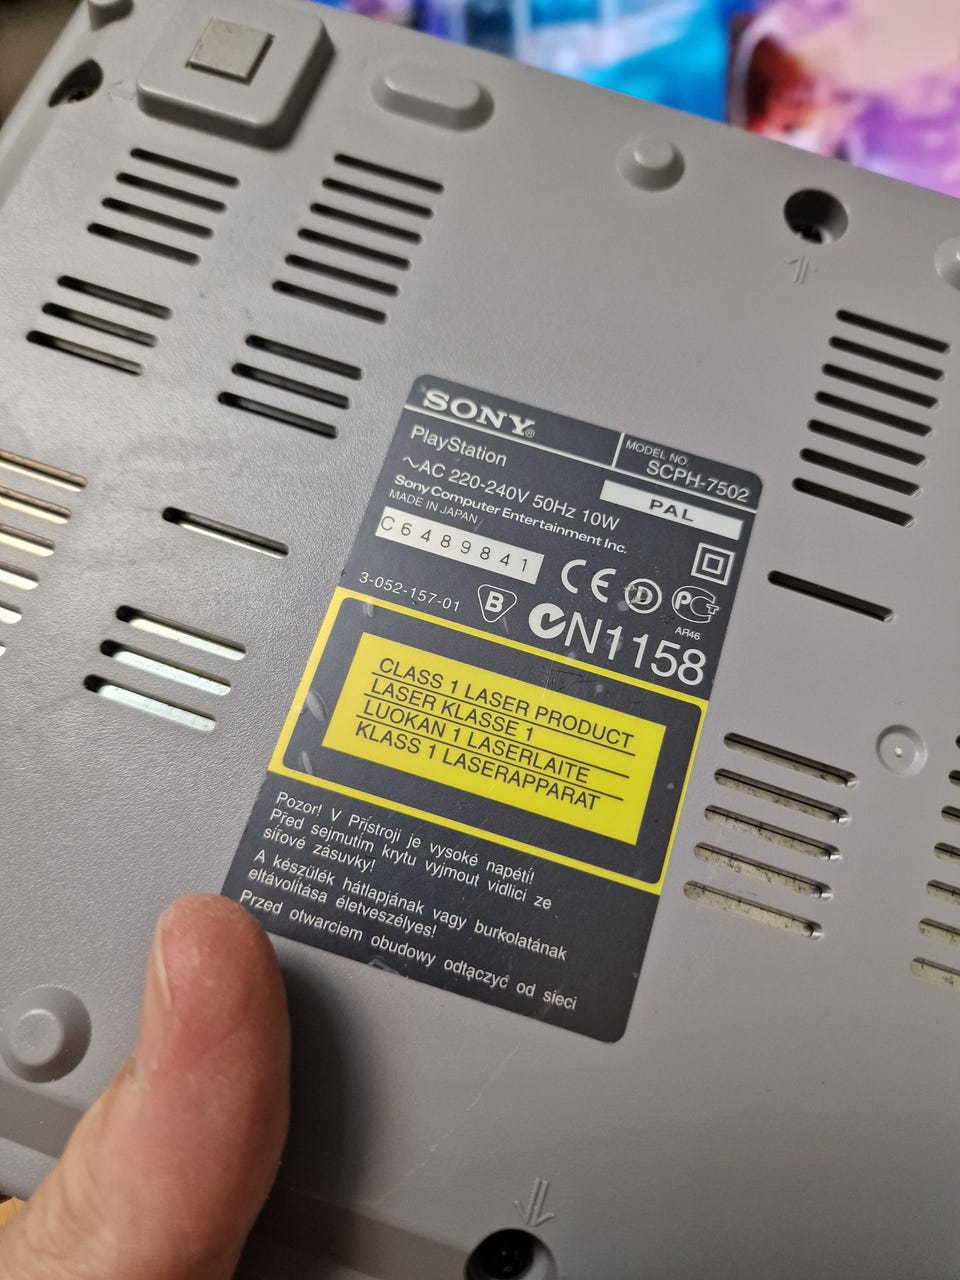 SONY®
MODEL NO.
SCPH-7502
PlayStation
PAL
~AC 220-240V 50Hz 10W
Sony Computer Entertainment Inc.
MADE IN JAPAN
C6489841
CE
D
PCT
AR46
3-052-157-01
B
N1158
CLASS 1 LASER PRODUCT
LASER KLASSE 1
LUOKAN 1 LASERLAITE
KLASS 1 LASERAPPARAT
Pozor! V Přístroji je vysoké napětí!
Před sejmutím krytu vyjmout vidlici ze
síťové zásuvky!
A készülék hátlapjának vagy burkolatának
eltávolítása életveszélyes!
Przed otwarciem obudowy odłączyć od sieci